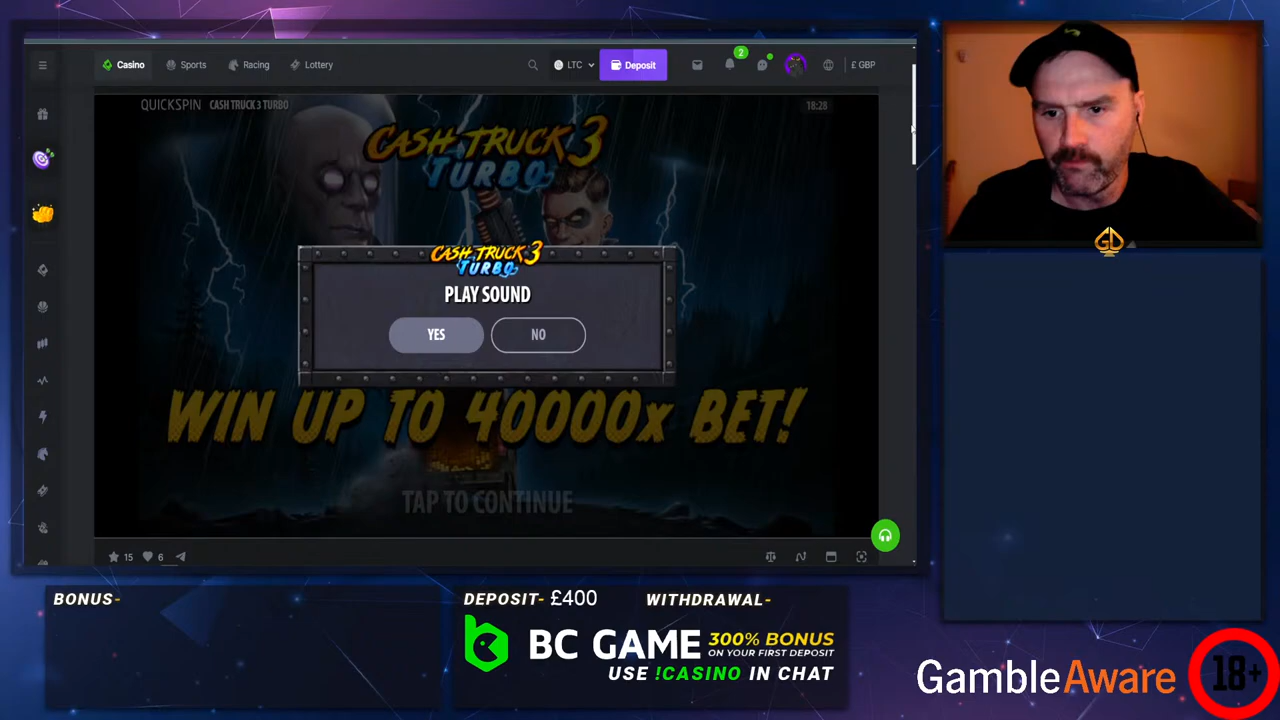 Casino
Sports
Racing
Lottery
LTC
Deposit
2
£ GBP
QUICKSPIN CASH TRUCK 3 TURBO
18:28
CASH TRUCK 3
TURBO
CASH TRUCK 3
TURBO
PLAY SOUND
YES
NO
WIN UP TO 40000x BET!
TAP TO CONTINUE
15
6
GD
BONUS-
DEPOSIT- £400
WITHDRAWAL-
BC GAME
300% BONUS
ON YOUR FIRST DEPOSIT
USE !CASINO IN CHAT
GambleAware
18+